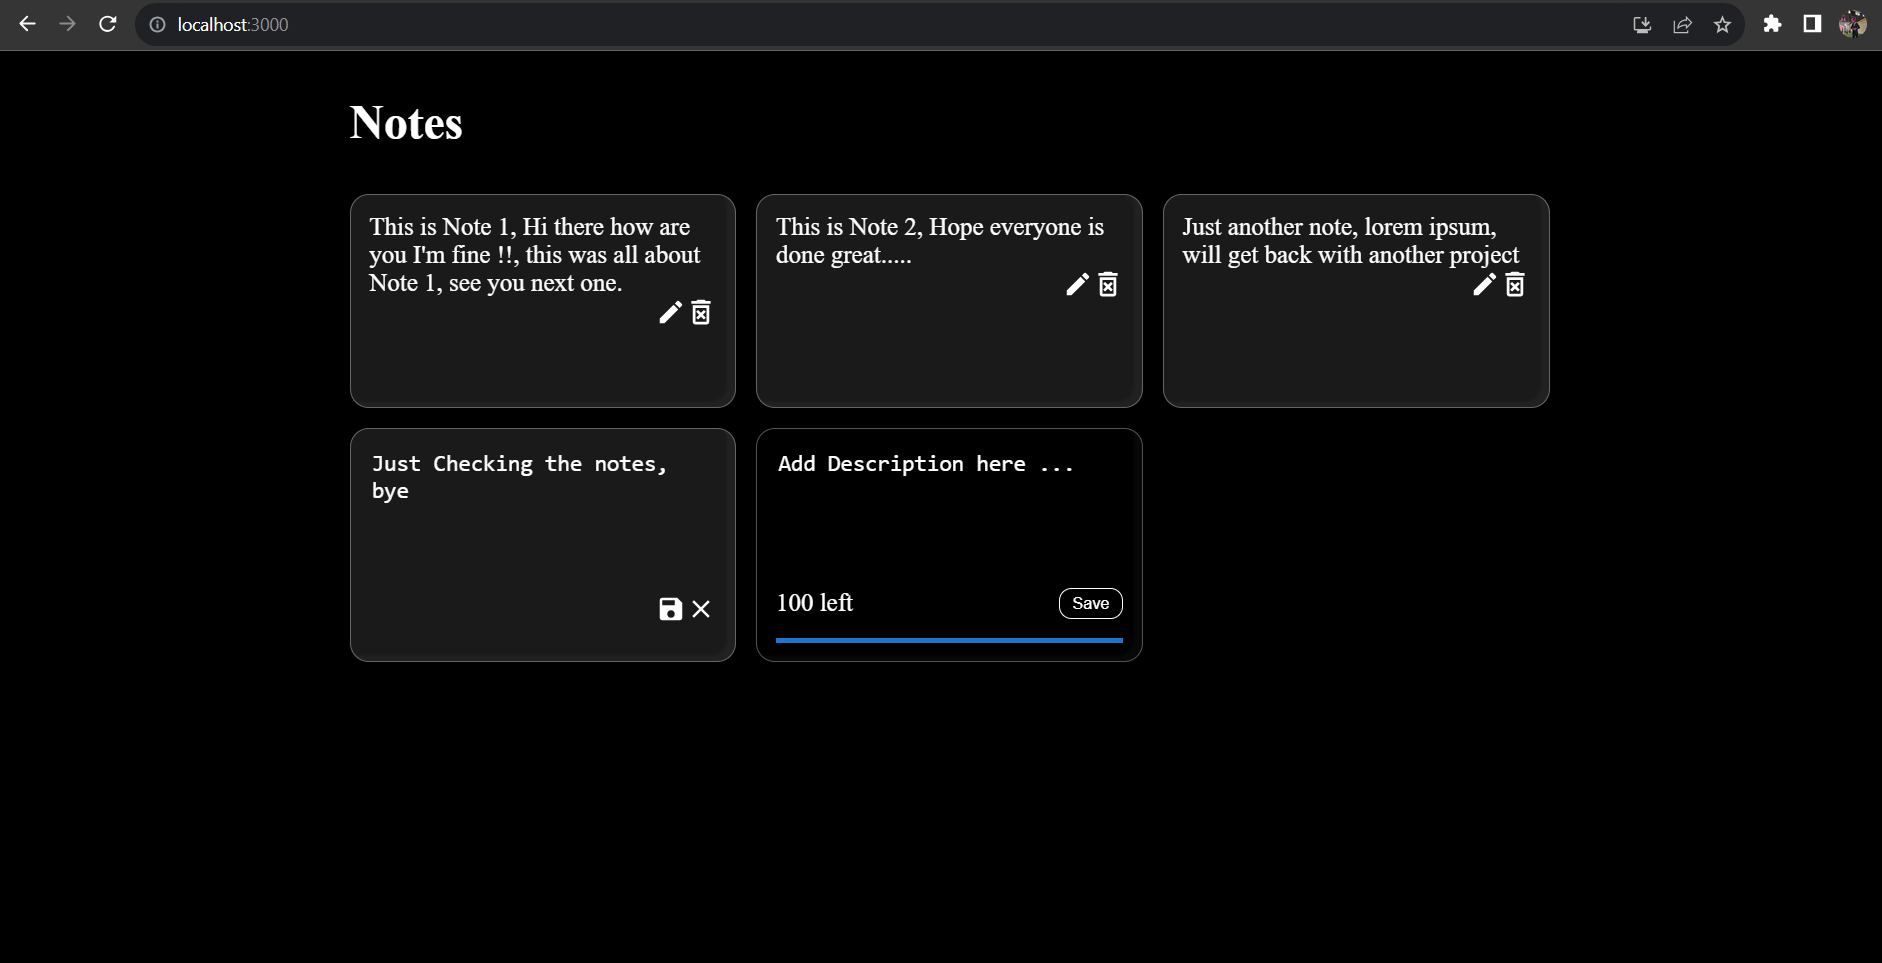 localhost:3000
Notes
This is Note 1, Hi there how are
you I'm fine !!, this was all about
Note 1, see you next one.
This is Note 2, Hope everyone is
done great.....
Just another note, lorem ipsum,
will get back with another project
Just Checking the notes,
bye
Add Description here ...
100 left
Save